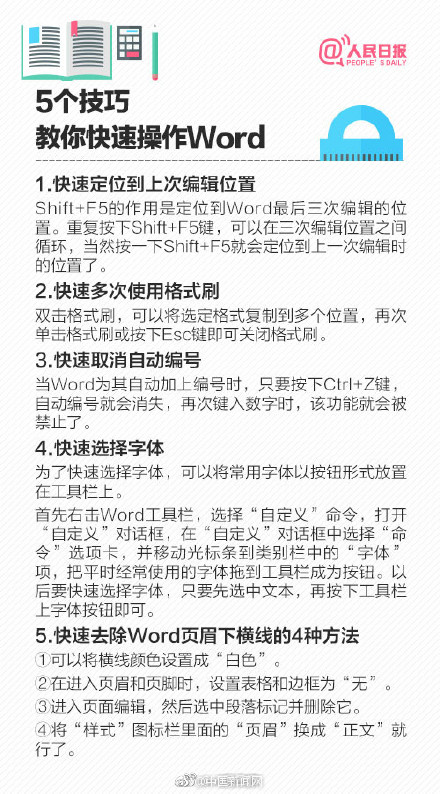 @人民日报
PEOPLE'S DAILY
5个技巧
教你快速操作Word
1.快速定位到上次编辑位置
Shift+F5的作用是定位到Word最后三次编辑的位
置。重复按下Shift+F5键，可以在三次编辑位置之间
循环，当然按一下Shift+F5就会定位到上一次编辑时
的位置了。
2.快速多次使用格式刷
双击格式刷，可以将选定格式复制到多个位置，再次
单击格式刷或按下Esc键即可关闭格式刷。
3.快速取消自动编号
当Word为其自动加上编号时，只要按下Ctrl+Z键，
自动编号就会消失，再次键入数字时，该功能就会被
禁止了。
4.快速选择字体
为了快速选择字体，可以将常用字体以按钮形式放置
在工具栏上。
首先右击Word工具栏，选择“自定义”命令，打开
“自定义”对话框，在“自定义”对话框中选择“命
令”选项卡，并移动光标条到类别栏中的“字体”
项，把平时经常使用的字体拖到工具栏成为按钮。以
后要快速选择字体，只要先选中文本，再按下工具栏
上字体按钮即可。
5.快速去除Word页眉下横线的4种方法
①可以将横线颜色设置成“白色”。
②在进入页眉和页脚时，设置表格和边框为“无”。
③进入页面编辑，然后选中段落标记并删除它。
④将“样式”图标栏里面的“页眉”换成“正文”就
行了。
@中国新闻网